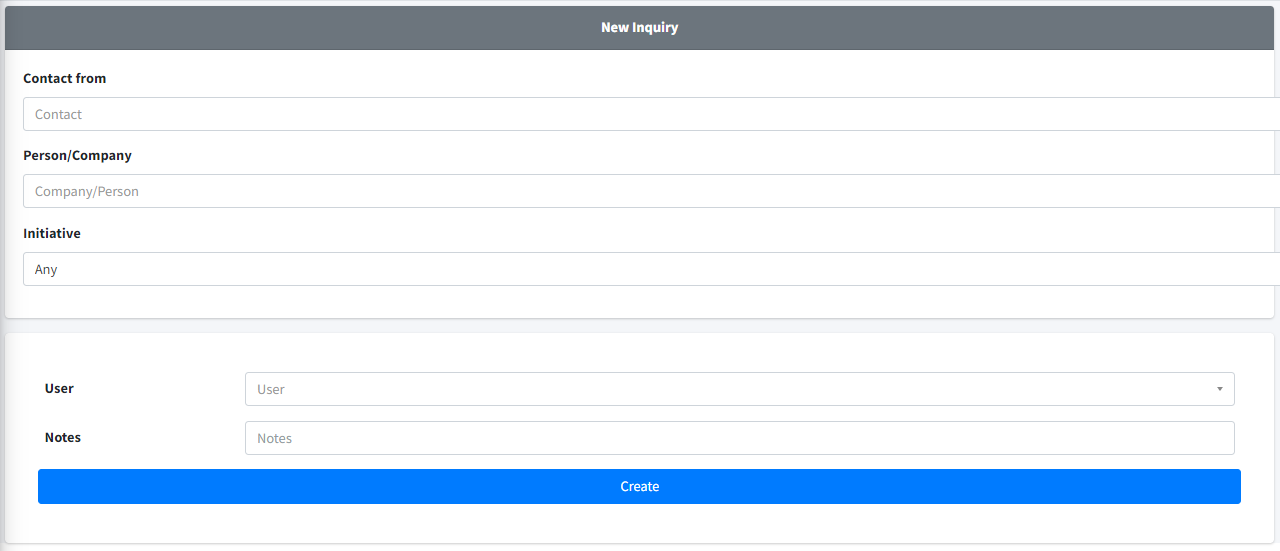 New Inquiry
Contact from
Contact
Person/Company
Company/Person
Initiative
Any
User
User
Notes
Notes
Create